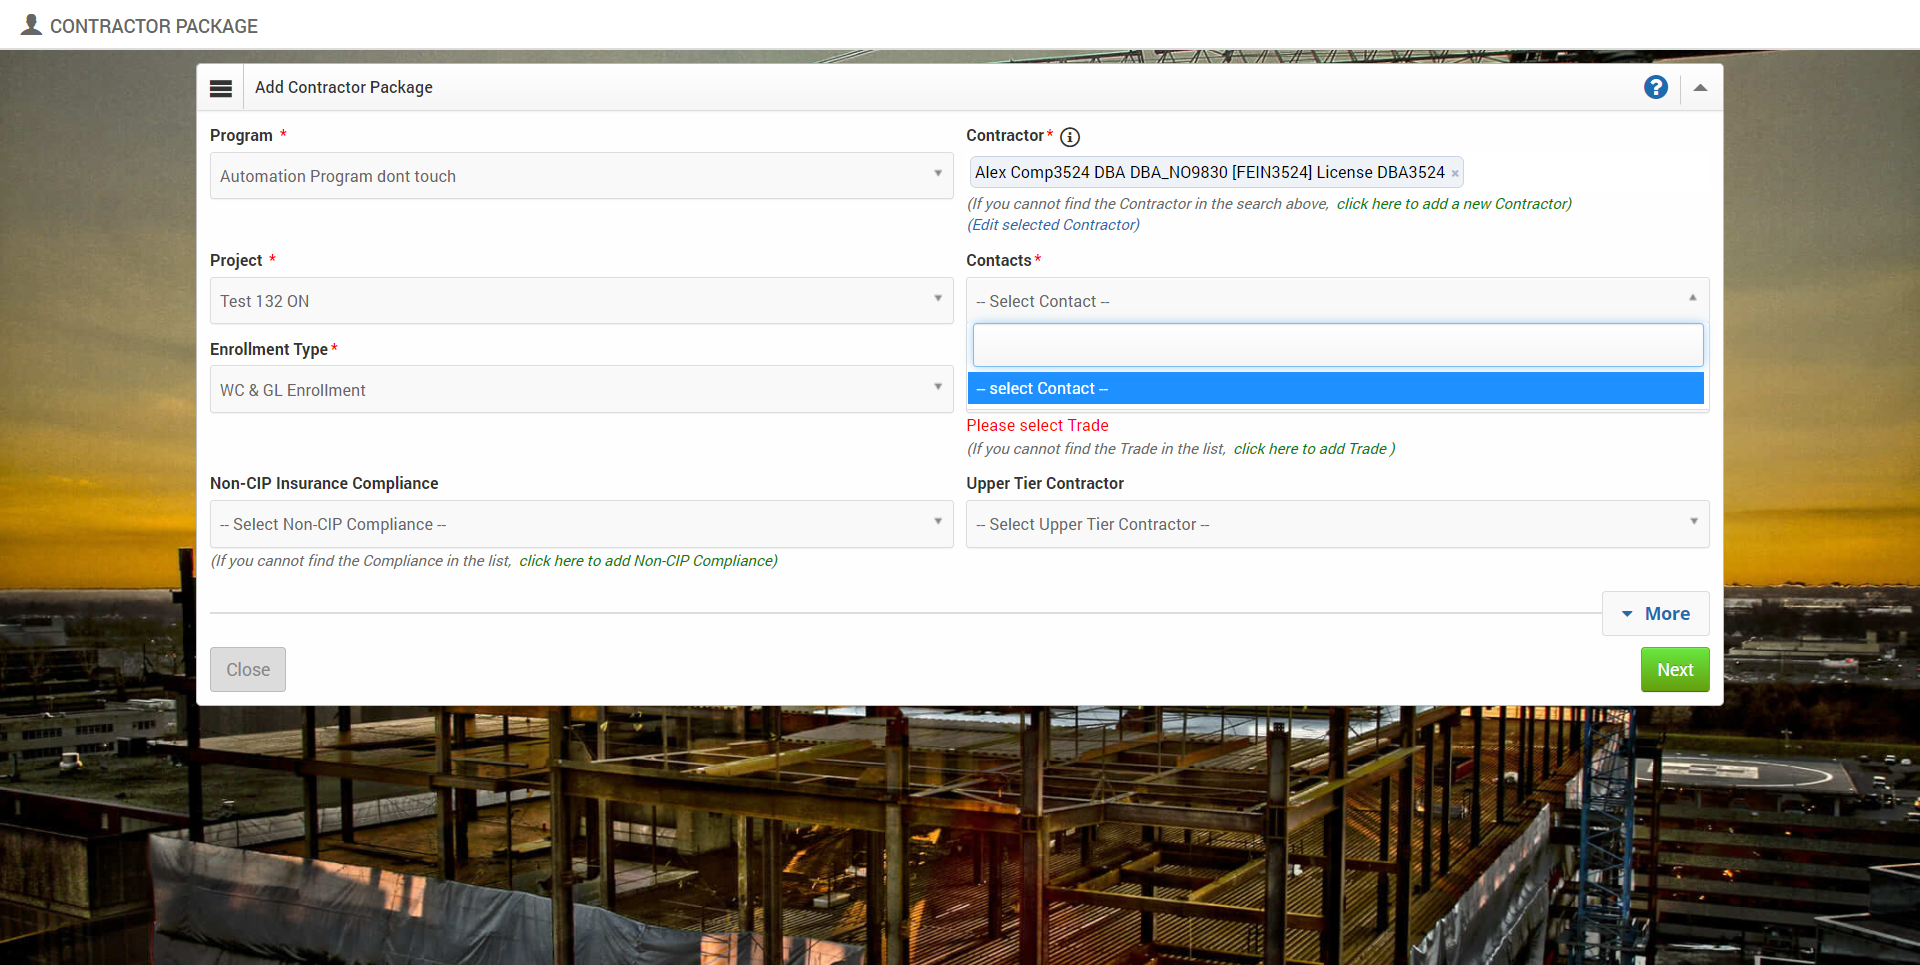 CONTRACTOR PACKAGE
Add Contractor Package
?
Program *
Automation Program dont touch
Contractor *
Alex Comp3524 DBA DBA_NO9830 [FEIN3524] License DBA3524 ×
(If you cannot find the Contractor in the search above, click here to add a new Contractor)
(Edit selected Contractor)
Project *
Test 132 ON
Contacts *
-- Select Contact --
-- select Contact --
Enrollment Type *
WC & GL Enrollment
Please select Trade
(If you cannot find the Trade in the list, click here to add Trade )
Non-CIP Insurance Compliance
-- Select Non-CIP Compliance --
(If you cannot find the Compliance in the list, click here to add Non-CIP Compliance)
Upper Tier Contractor
-- Select Upper Tier Contractor --
More
Close
Next